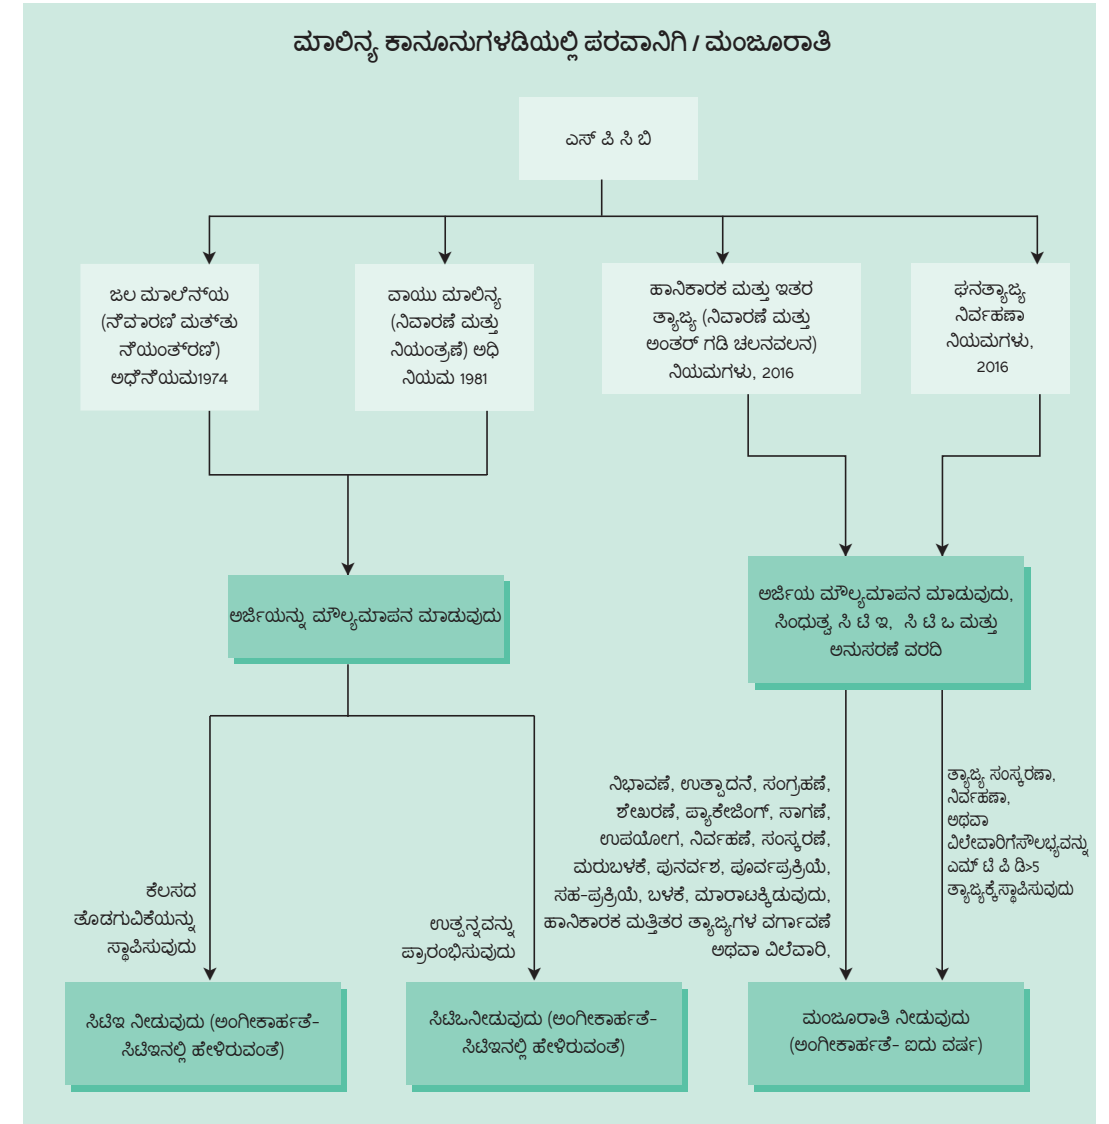 ಮಾಲಿನ್ಯ ಕಾನೂನುಗಳಡಿಯಲ್ಲಿ ಪರವಾನಿಗಿ / ಮಂಜೂರಾತಿ
ಎಸ್ ಪಿ ಸಿ ಬಿ
ಜಲ ಮಾಲಿನ್‌ಯ
(ನಿವಾರಣೆ ಮತ್‌ತು
ನಿಯಂತ್‌ರಣೆ)
ಅಧಿನಿಯಮ1974
ವಾಯು ಮಾಲಿನ್ಯ
(ನಿವಾರಣೆ ಮತ್ತು
ನಿಯಂತ್ರಣೆ) ಅಧಿ
ನಿಯಮ 1981
ಹಾನಿಕಾರಕ ಮತ್ತು ಇತರ
ತ್ಯಾಜ್ಯ (ನಿವಾರಣೆ ಮತ್ತು
ಅಂತರ್ ಗಡಿ ಚಲನವಲನ)
ನಿಯಮಗಳು, 2016
ಘನತ್ಯಾಜ್ಯ
ನಿರ್ವಹಣಾ
ನಿಯಮಗಳು,
2016
ಅರ್ಜಿಯನ್ನು ಮೌಲ್ಯಮಾಪನ ಮಾಡುವುದು
ಅರ್ಜಿಯ ಮೌಲ್ಯಮಾಪನ ಮಾಡುವುದು,
ಸಿಂಧುತ್ವ ಸಿ ಟಿ ಇ, ಸಿ ಟಿ ಒ ಮತ್ತು
ಅನುಸರಣೆ ವರದಿ
ಕೆಲಸದ
ತೊಡಗುವಿಕೆಯನ್ನು
ಸ್ಥಾಪಿಸುವುದು
ಉತ್ಪನ್ನವನ್ನು
ಪ್ರಾರಂಭಿಸುವುದು
ನಿಭಾವಣೆ, ಉತ್ಪಾದನೆ, ಸಂಗ್ರಹಣೆ,
ಶೇಖರಣೆ, ಪ್ಯಾಕೇಜಿಂಗ್, ಸಾಗಣೆ,
ಉಪಯೋಗ, ನಿರ್ವಹಣೆ, ಸಂಸ್ಕರಣೆ,
ಮರುಬಳಕೆ, ಪುನರ್ವಶ, ಪೂರ್ವಪ್ರಕ್ರಿಯೆ,
ಸಹ-ಪ್ರಕ್ರಿಯೆ, ಬಳಕೆ, ಮಾರಾಟಕ್ಕಿಡುವುದು,
ಹಾನಿಕಾರಕ ಮತ್ತಿತರ ತ್ಯಾಜ್ಯಗಳ ವರ್ಗಾವಣೆ
ಅಥವಾ ವಿಲೆವಾರಿ,
ತ್ಯಾಜ್ಯ ಸಂಸ್ಕರಣಾ,
ನಿರ್ವಹಣಾ,
ಅಥವಾ
ವಿಲೇವಾರಿಗೆಸೌಲಭ್ಯವನ್ನು
ಎಮ್ ಟಿ ಪಿ ಡಿ>5
ತ್ಯಾಜ್ಯಕ್ಕೆಸ್ಥಾಪಿಸುವುದು
ಸಿಟಿಇ ನೀಡುವುದು (ಅಂಗೀಕಾರ್ಹತೆ-
ಸಿಟಿಇನಲ್ಲಿ ಹೇಳಿರುವಂತೆ)
ಸಿಟಿಒನೀಡುವುದು (ಅಂಗೀಕಾರ್ಹತೆ-
ಸಿಟಿಇನಲ್ಲಿ ಹೇಳಿರುವಂತೆ)
ಮಂಜೂರಾತಿ ನೀಡುವುದು
(ಅಂಗೀಕಾರ್ಹತೆ- ಐದು ವರ್ಷ)